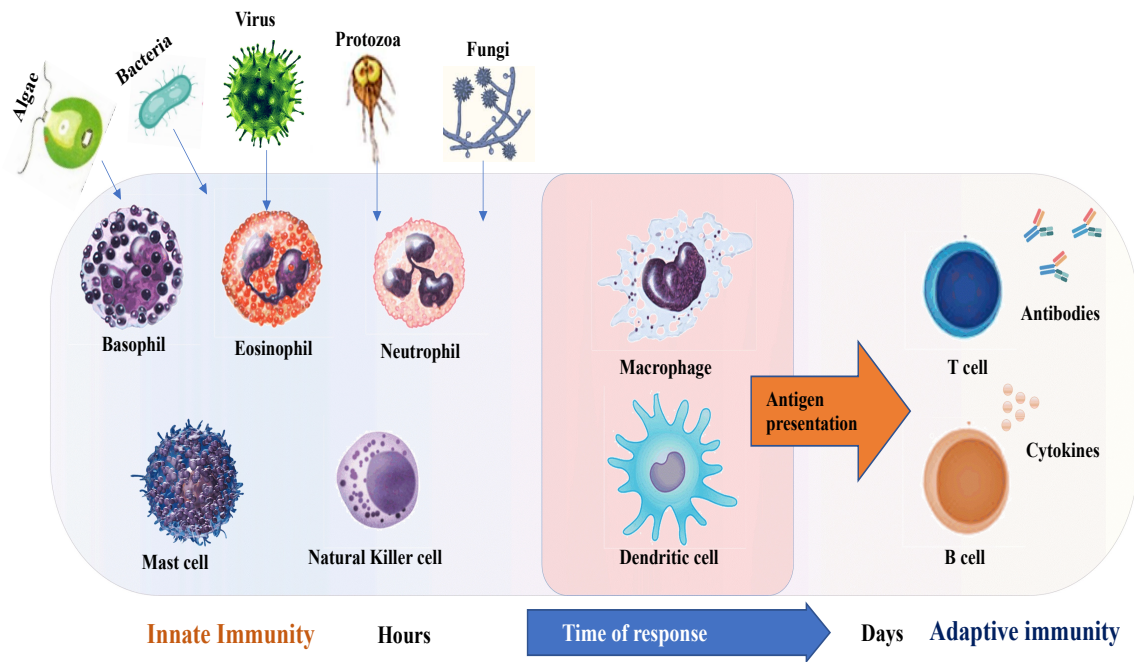 Algae
Bacteria
Virus
Protozoa
Fungi
Basophil
Eosinophil
Neutrophil
Macrophage
T cell
Antibodies
Antigen
presentation
Cytokines
Mast cell
Natural Killer cell
Dendritic cell
B cell
Innate Immunity
Hours
Time of response
Days
Adaptive immunity